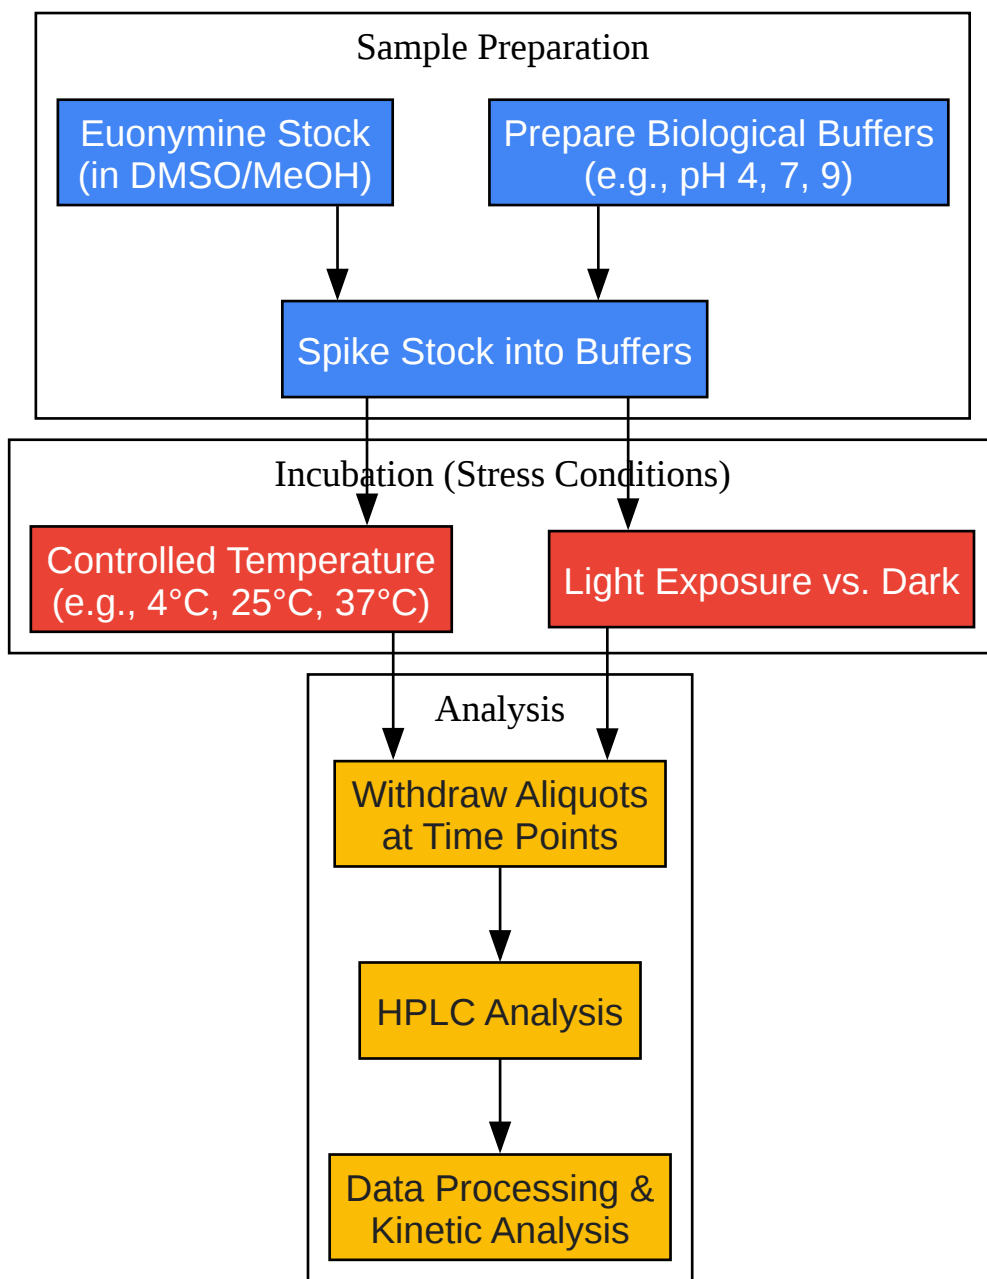 Sample Preparation
Euonymine Stock
(in DMSO/MeOH)
Prepare Biological Buffers
(e.g., pH 4, 7, 9)
Spike Stock into Buffers
Incubation (Stress Conditions)
Controlled Temperature
(e.g., 4°C, 25°C, 37°C)
Light Exposure vs. Dark
Analysis
Withdraw Aliquots
at Time Points
HPLC Analysis
Data Processing &
Kinetic Analysis